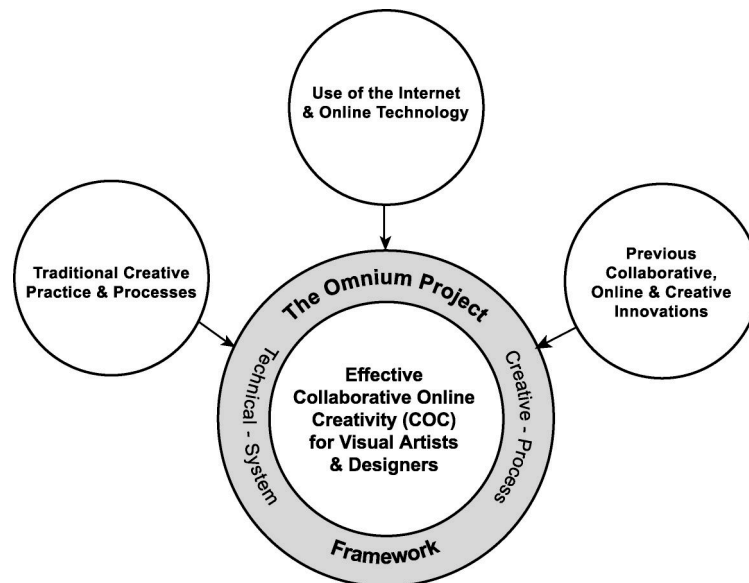 Use of the Internet
& Online Technology
Traditional Creative
Practice & Processes
Previous
Collaborative,
Online & Creative
Innovations
The Omnium Project
Technical - System
Creative - Process
Effective
Collaborative Online
Creativity (COC)
for Visual Artists
& Designers
Framework